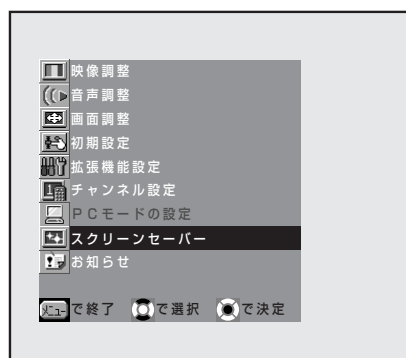 映像調整
音声調整
画面調整
初期設定
拡張機能設定
チャンネル設定
PCモードの設定
スクリーンセーバー
お知らせ
メニューで終了 で選択 で決定